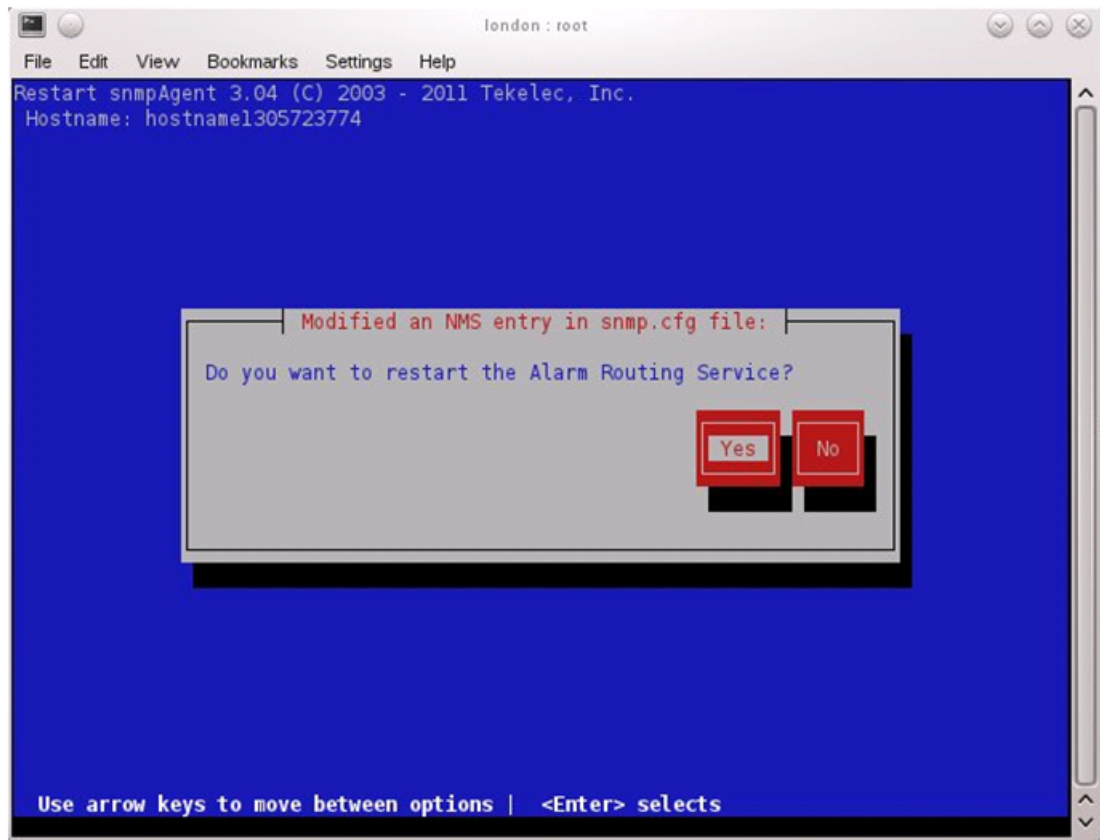 london : root
File Edit View Bookmarks Settings Help
Restart snmpAgent 3.04 (C) 2003 - 2011 Tekelec, Inc.
Hostname: hostname1305723774
Modified an NMS entry in snmp.cfg file:
Do you want to restart the Alarm Routing Service?
Yes No
Use arrow keys to move between options | <Enter> selects